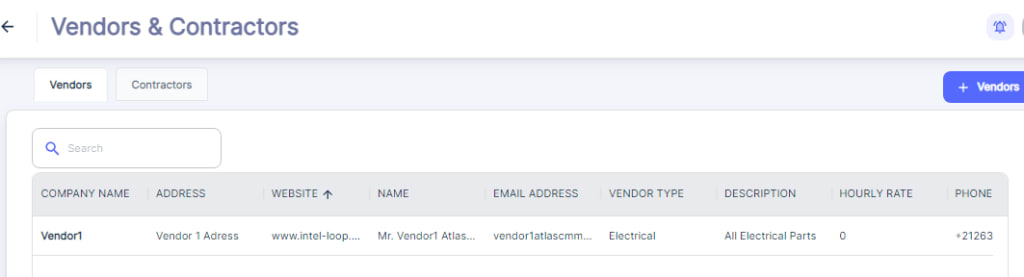 Vendors & Contractors
Vendors Contractors
+ Vendors
Search
COMPANY NAME ADDRESS WEBSITE NAME EMAIL ADDRESS VENDOR TYPE DESCRIPTION HOURLY RATE PHONE
Vendor1 Vendor 1 Adress www.intel-loop.... Mr. Vendor1 Atlas... vendor1atlascmm... Electrical All Electrical Parts 0 +21263